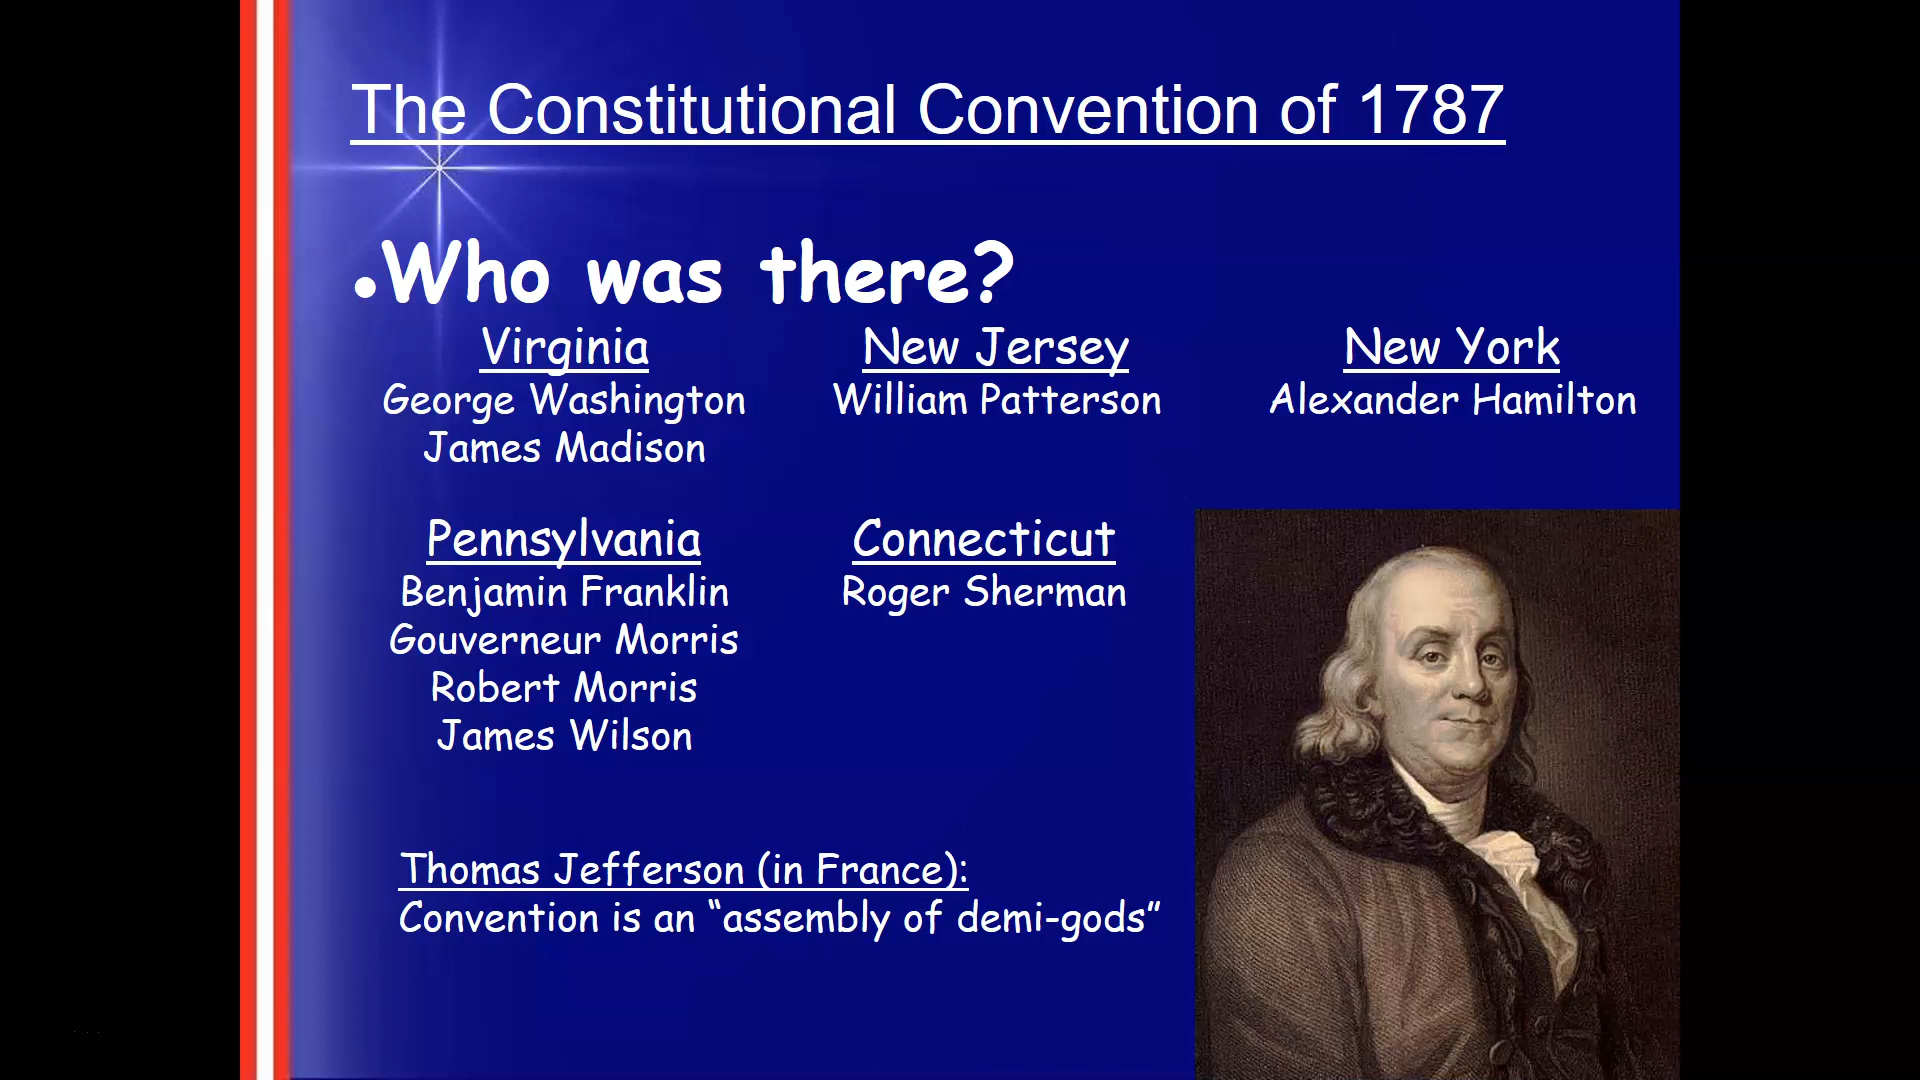 The Constitutional Convention of 1787
•Who was there?
Virginia
George Washington
James Madison
New Jersey
William Patterson
New York
Alexander Hamilton
Pennsylvania
Benjamin Franklin
Gouverneur Morris
Robert Morris
James Wilson
Connecticut
Roger Sherman
Thomas Jefferson (in France):
Convention is an “assembly of demi-gods”